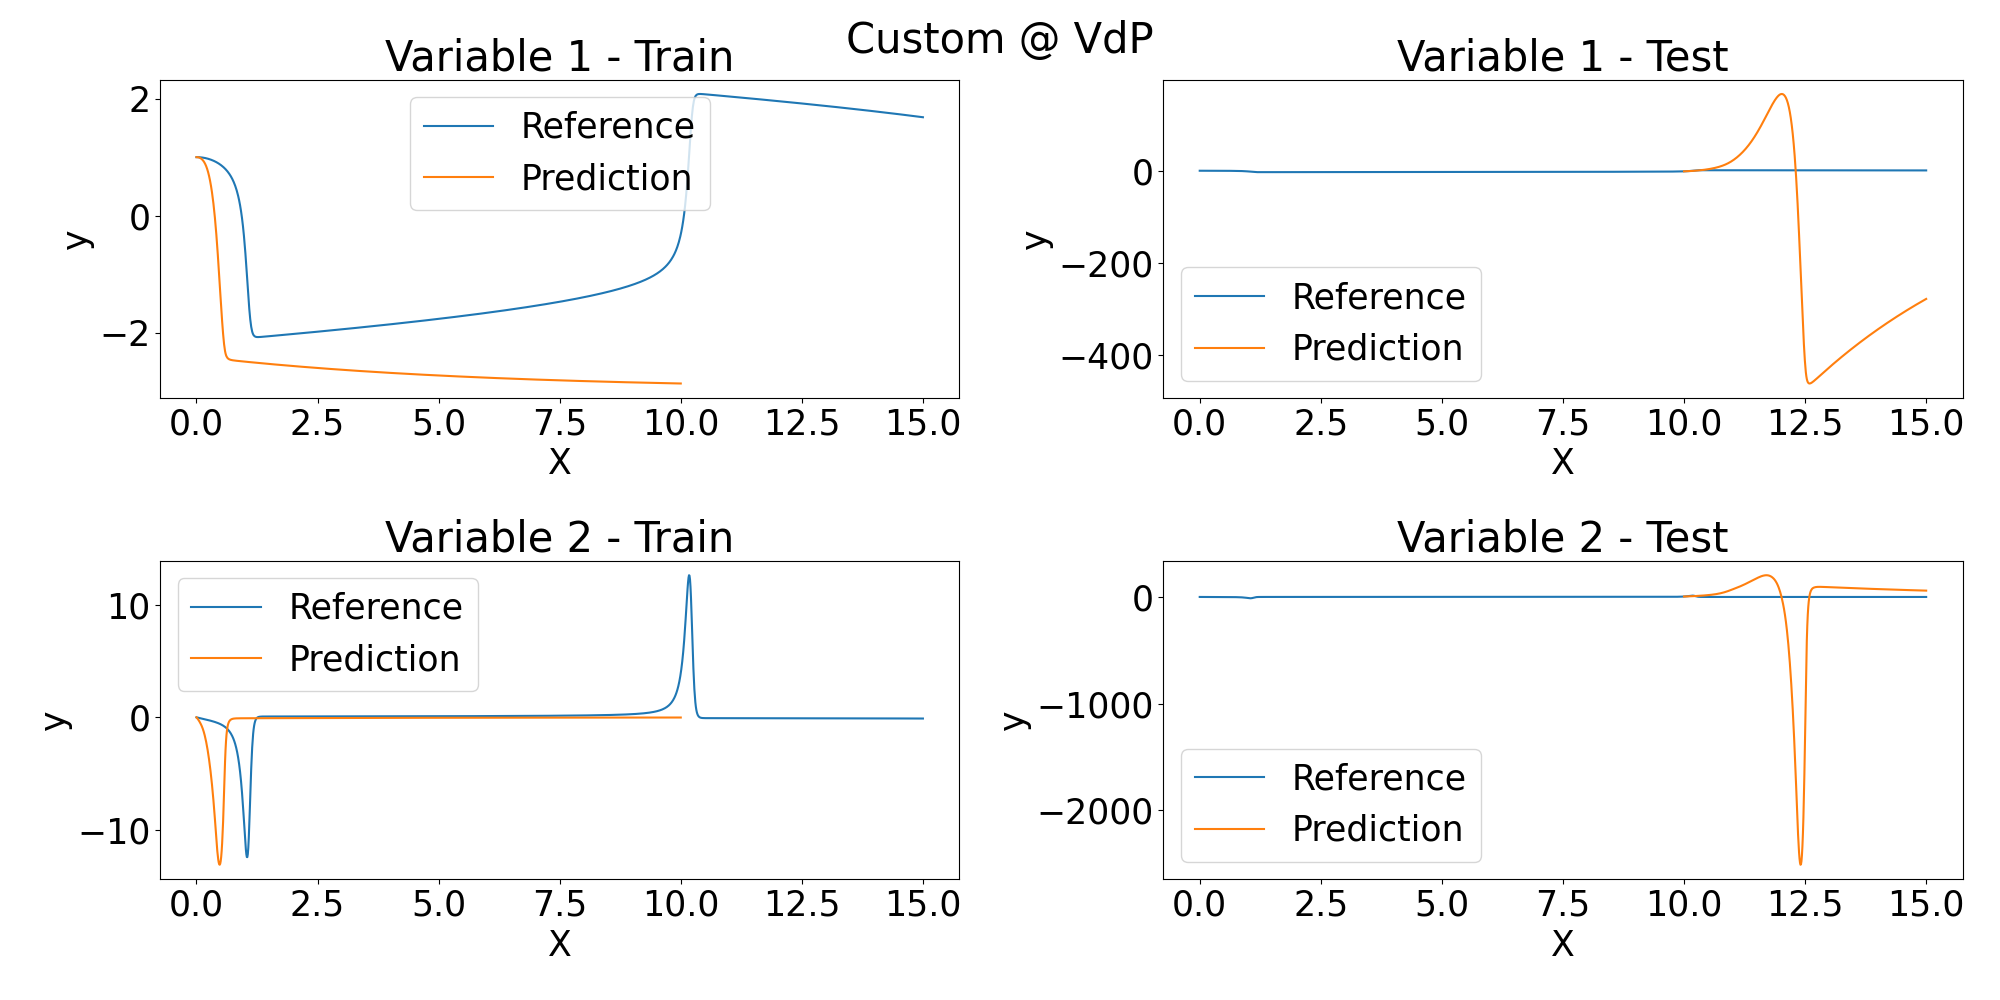 Custom @ VdP
Variable 1 - Train
2
0
−2
y
Reference
Prediction
0.0 2.5 5.0 7.5 10.0 12.5 15.0
X
Variable 1 - Test
0
−200
−400
y
Reference
Prediction
0.0 2.5 5.0 7.5 10.0 12.5 15.0
X
Variable 2 - Train
10
0
−10
y
Reference
Prediction
0.0 2.5 5.0 7.5 10.0 12.5 15.0
X
Variable 2 - Test
0
−1000
−2000
y
Reference
Prediction
0.0 2.5 5.0 7.5 10.0 12.5 15.0
X